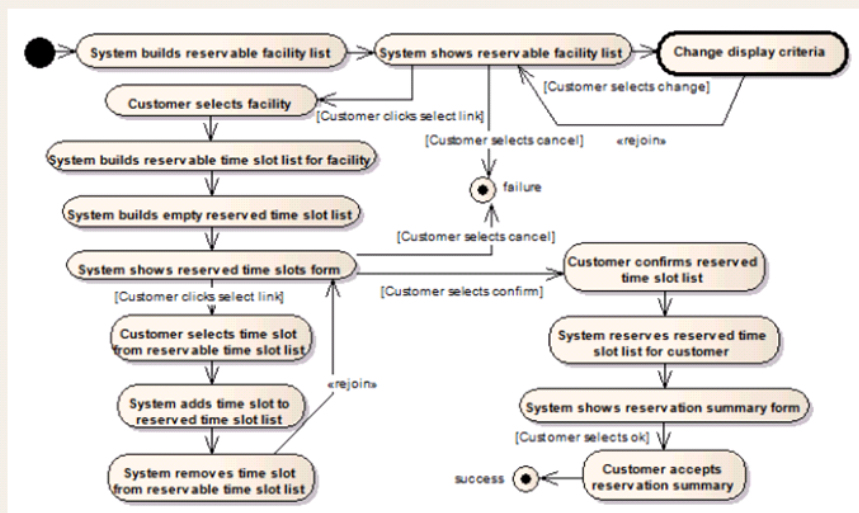 System builds reservable facility list
System shows reservable facility list
Change display criteria
[Customer selects change]
Customer selects facility
[Customer clicks select link]
[Customer selects cancel]
«rejoin»
System builds reservable time slot list for facility
failure
System builds empty reserved time slot list
[Customer selects cancel]
System shows reserved time slots form
Customer confirms reserved
time slot list
[Customer clicks select link]
[Customer selects confirm]
Customer selects time slot
from reservable time slot list
System reserves reserved time
slot list for customer
«rejoin»
System adds time slot to
reserved time slot list
System shows reservation summary form
[Customer selects ok]
System removes time slot
from reservable time slot list
success
Customer accepts
reservation summary